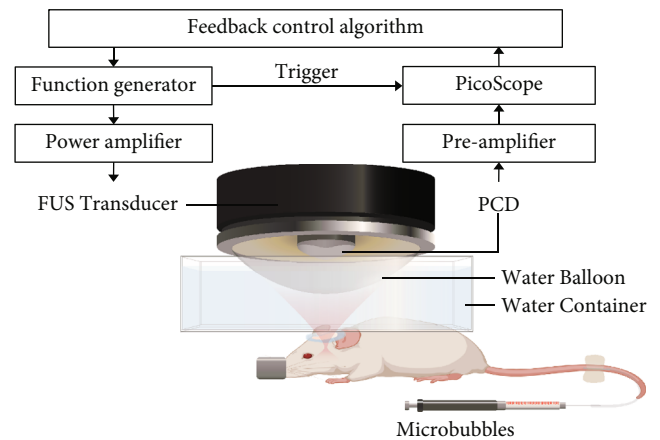 Feedback control algorithm
Function generator
Trigger
PicoScope
Power amplifier
Pre-amplifier
FUS Transducer
PCD
Water Balloon
Water Container
Microbubbles